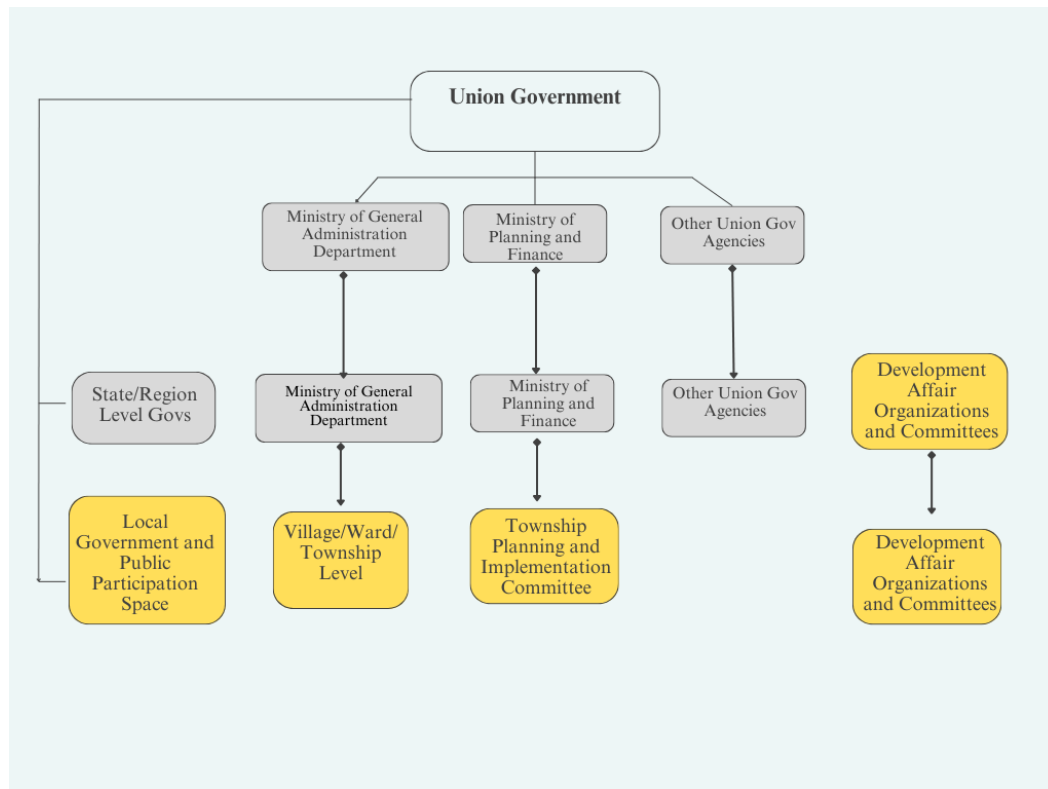 Union Government
Ministry of General
Administration
Department
Ministry of
Planning and
Finance
Other Union Gov
Agencies
State/Region
Level Govs
Ministry of General
Administration
Department
Ministry of
Planning and
Finance
Other Union Gov
Agencies
Development
Affair
Organizations
and Committees
Local
Government and
Public
Participation
Space
Village/Ward/
Township
Level
Township
Planning and
Implementation
Committee
Development
Affair
Organizations
and Committees